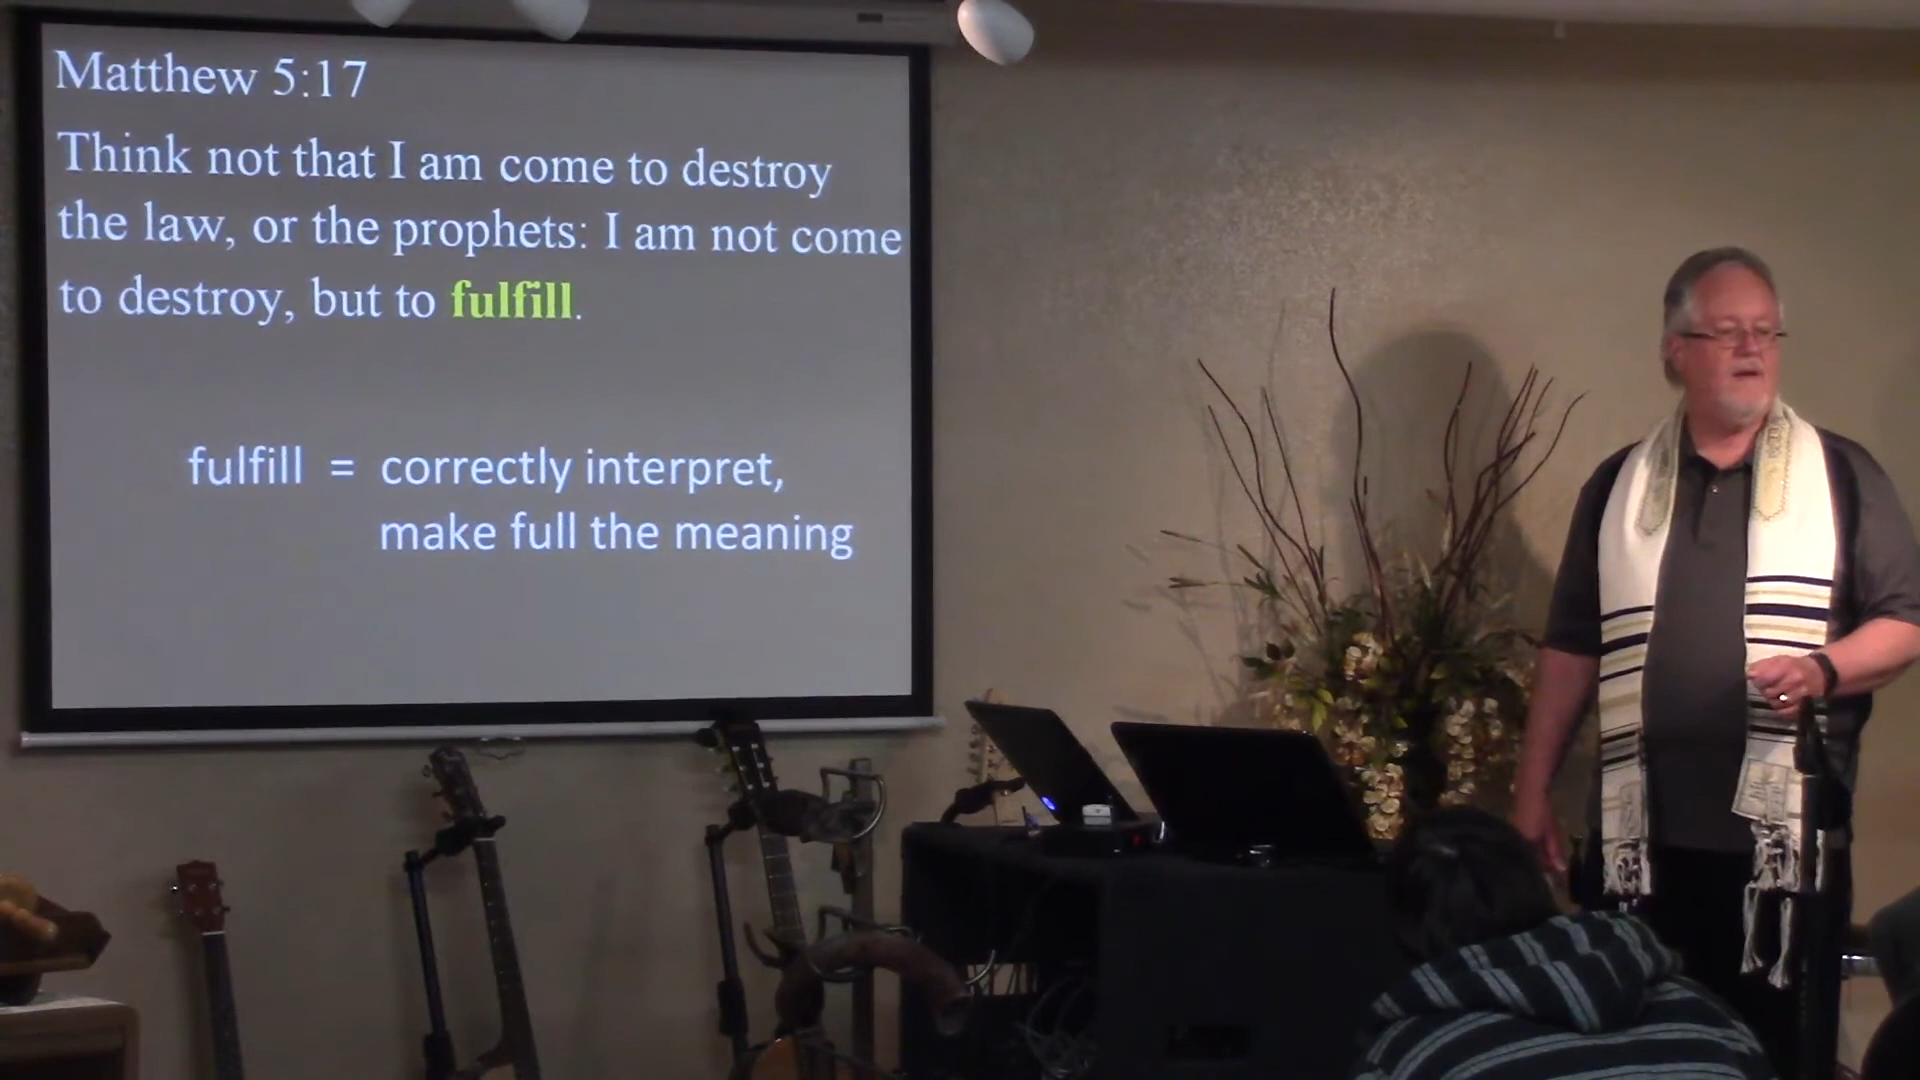 Matthew 5:17
Think not that I am come to destroy
the law, or the prophets: I am not come
to destroy, but to fulfill.
fulfill = correctly interpret,
make full the meaning